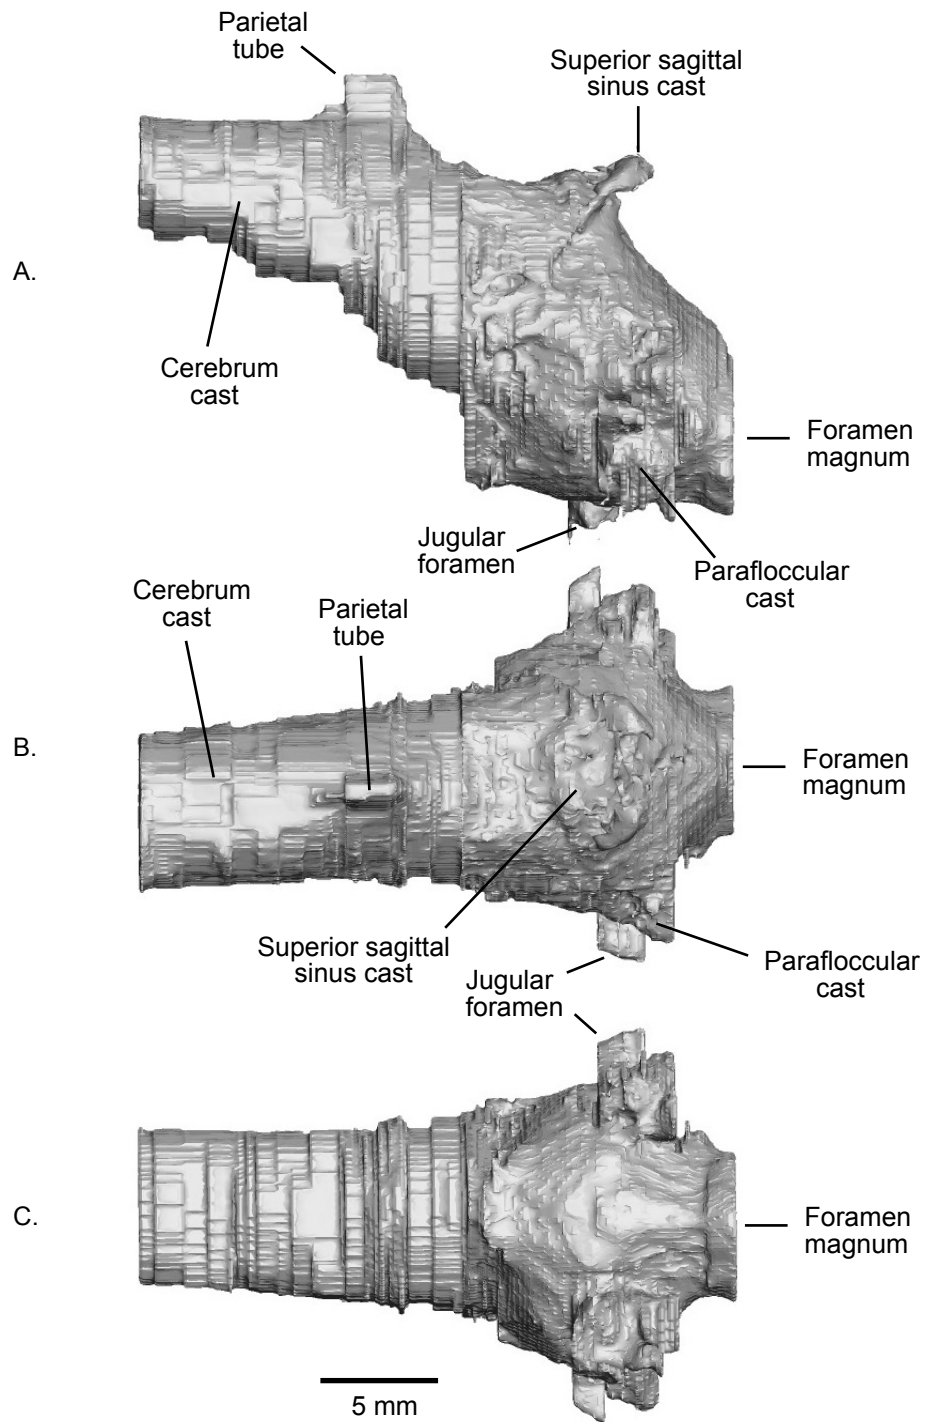 Parietal
tube
Superior sagittal
sinus cast
A.
Cerebrum
cast
Foramen
magnum
Jugular
foramen
Parafloccular
cast
Cerebrum
cast
Parietal
tube
B.
Foramen
magnum
Superior sagittal
sinus cast
Parafloccular
cast
Jugular
foramen
C.
Foramen
magnum
5 mm